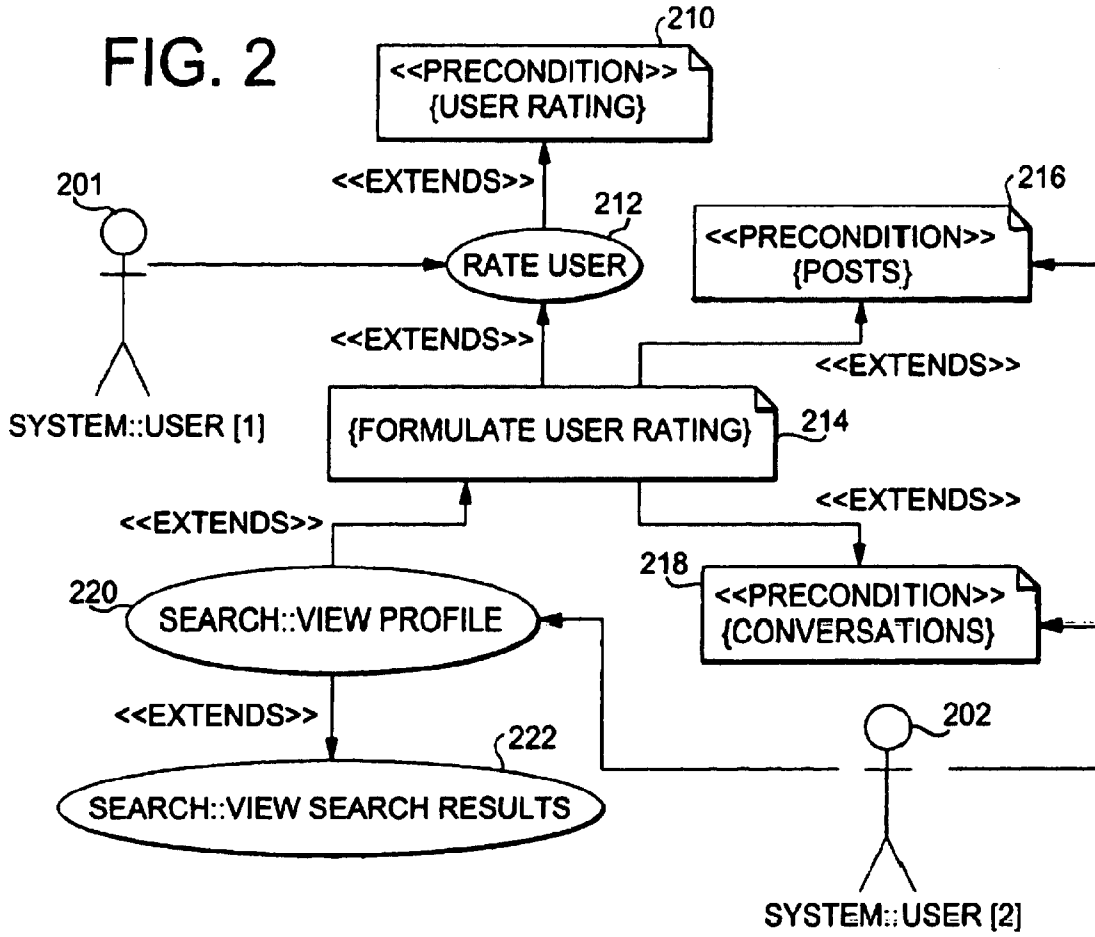 FIG. 2
210
<<PRECONDITION>>
{USER RATING}
<<EXTENDS>>
201
212
RATE USER
216
<<PRECONDITION>>
{POSTS}
<<EXTENDS>>
<<EXTENDS>>
SYSTEM::USER [1]
{FORMULATE USER RATING}
214
<<EXTENDS>>
<<EXTENDS>>
218
<<PRECONDITION>>
{CONVERSATIONS}
220
SEARCH::VIEW PROFILE
<<EXTENDS>>
222
202
SEARCH::VIEW SEARCH RESULTS
SYSTEM::USER [2]